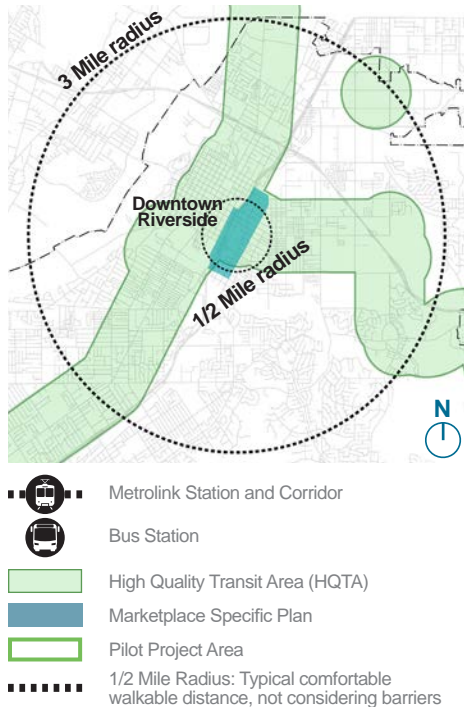 3 Mile radius
Downtown
Riverside
1/2 Mile radius
N
Metrolink Station and Corridor
Bus Station
High Quality Transit Area (HQTA)
Marketplace Specific Plan
Pilot Project Area
1/2 Mile Radius: Typical comfortable
walkable distance, not considering barriers